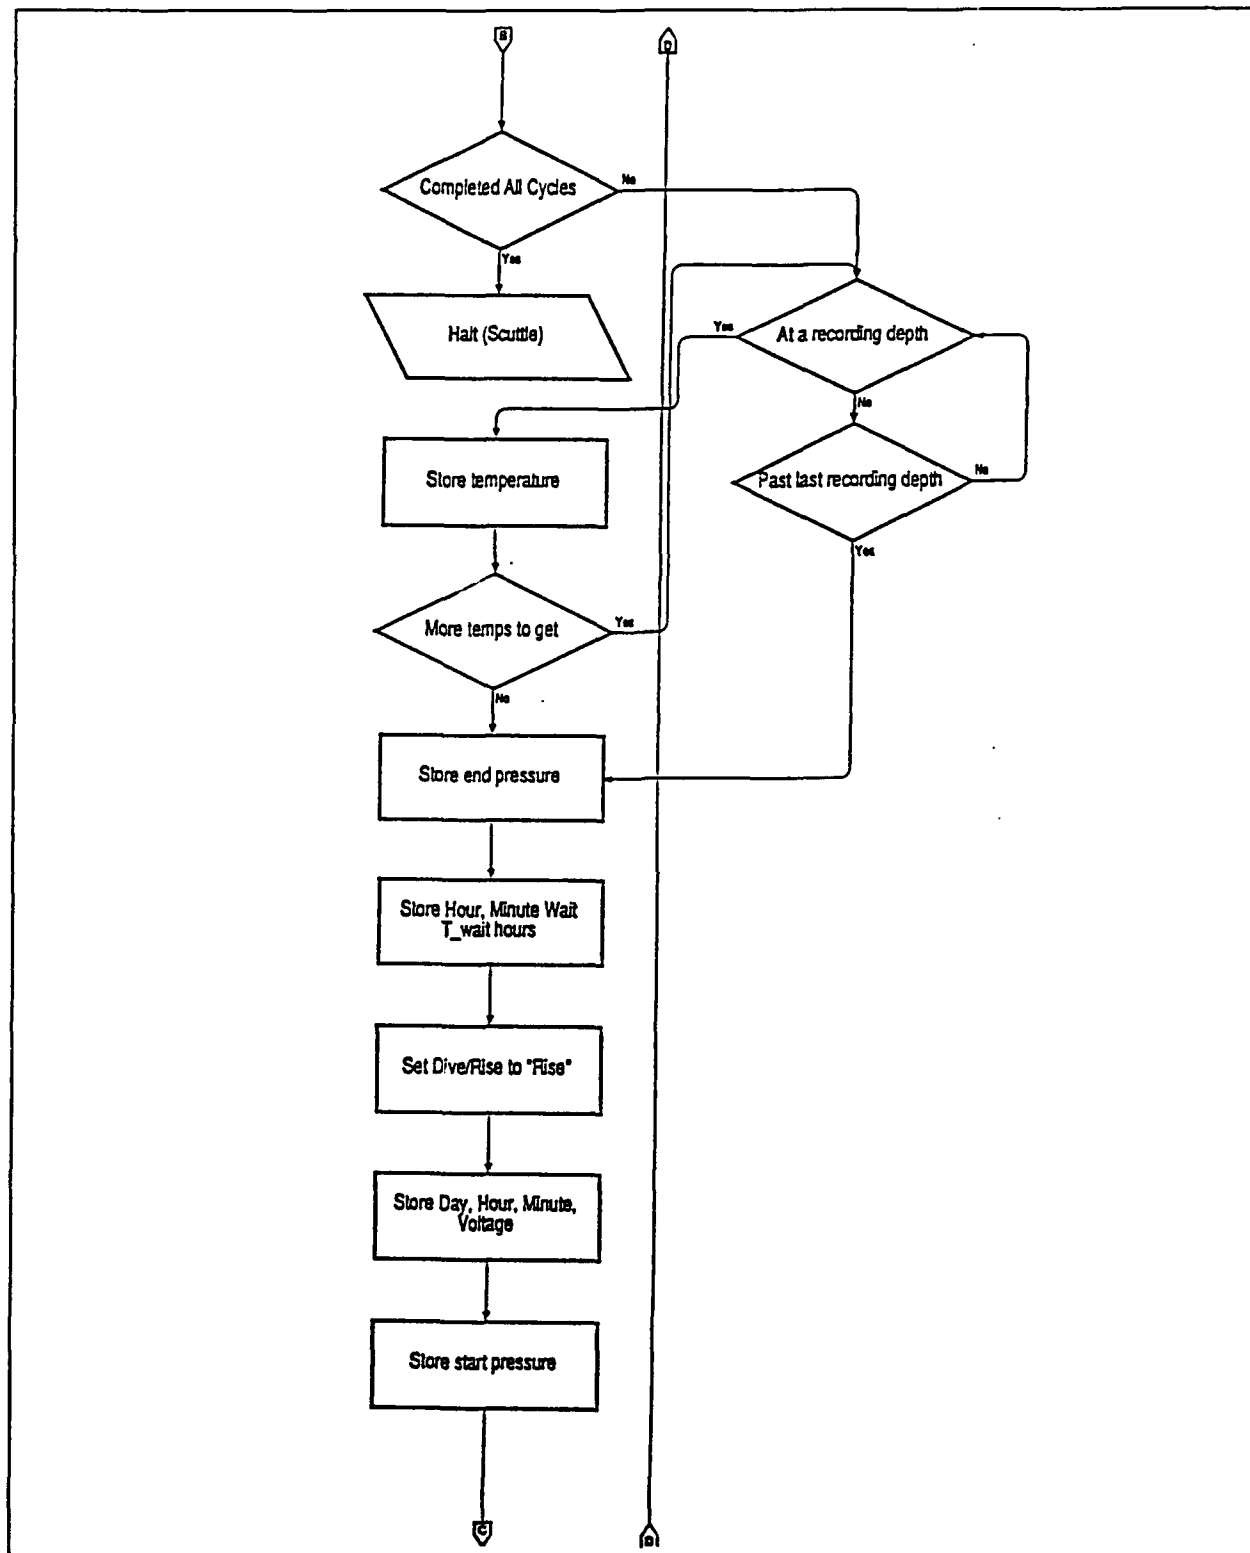 B
D
Completed All Cycles
No
Yes
Halt (Scuttle)
At a recording depth
Yes
No
Store temperature
Past last recording depth
No
Yes
More temps to get
Yes
No
Store end pressure
Store Hour, Minute Wait
T_wait hours
Set Dive/Rise to "Rise"
Store Day, Hour, Minute,
Voltage
Store start pressure
C
D